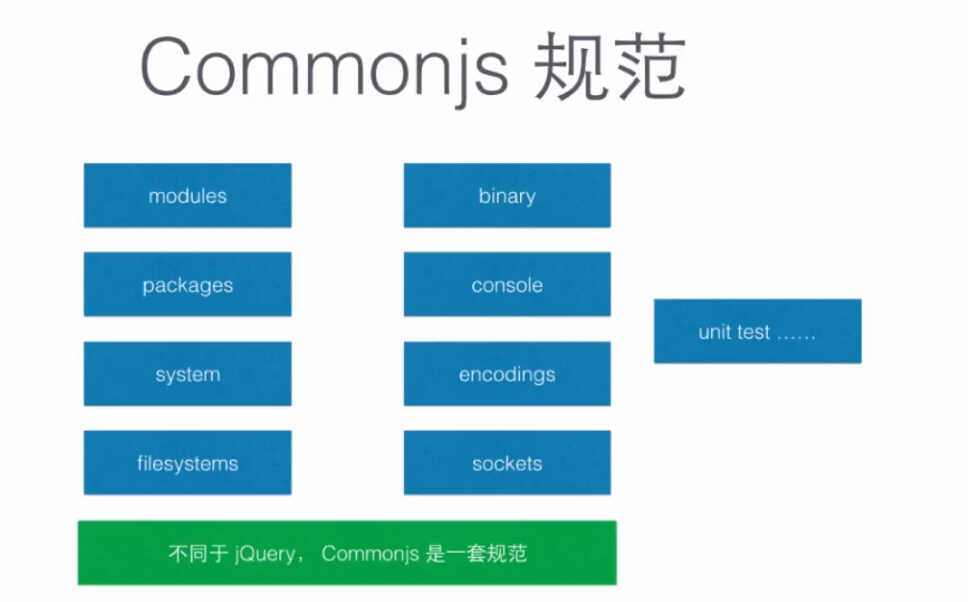 Commonjs 规范
modules
binary
packages
console
unit test ……
system
encodings
filesystems
sockets
不同于 jQuery， Commonjs 是一套规范